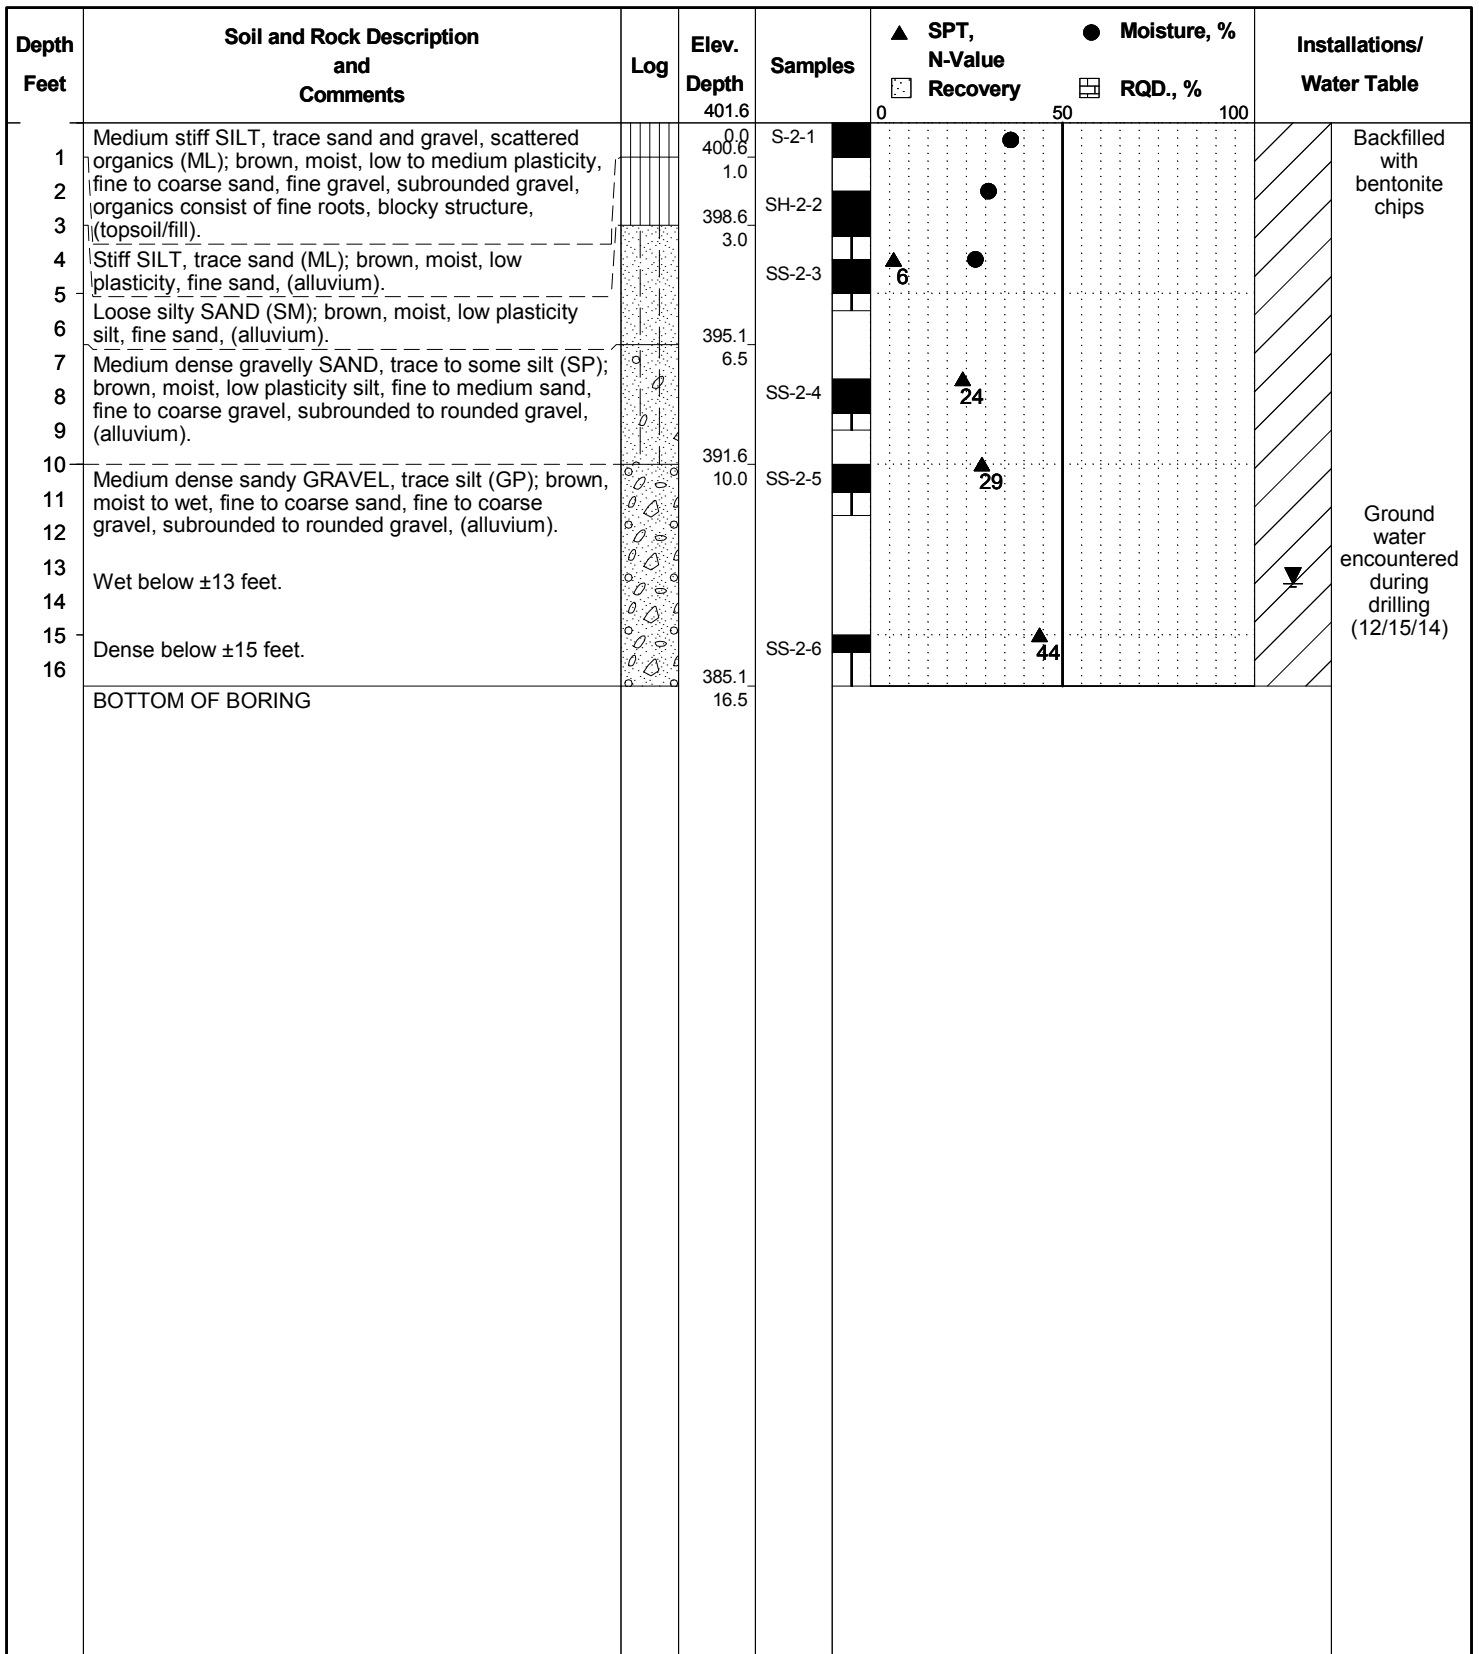 Depth
Feet
Soil and Rock Description
and
Comments
Log
Elev.
Depth
401.6
Samples
SPT,
N-Value
Moisture, %
Recovery
RQD., %
0
50
100
Installations/
Water Table
1
2
3
4
5
6
7
8
9
10
11
12
13
14
15
16
Medium stiff SILT, trace sand and gravel, scattered
organics (ML); brown, moist, low to medium plasticity,
fine to coarse sand, fine gravel, subrounded gravel,
organics consist of fine roots, blocky structure,
(topsoil/fill).
Stiff SILT, trace sand (ML); brown, moist, low
plasticity, fine sand, (alluvium).
Loose silty SAND (SM); brown, moist, low plasticity
silt, fine sand, (alluvium).
Medium dense gravelly SAND, trace to some silt (SP);
brown, moist, low plasticity silt, fine to medium sand,
fine to coarse gravel, subrounded to rounded gravel,
(alluvium).
Medium dense sandy GRAVEL, trace silt (GP); brown,
moist to wet, fine to coarse sand, fine to coarse
gravel, subrounded to rounded gravel, (alluvium).
Wet below ±13 feet.
Dense below ±15 feet.
BOTTOM OF BORING
0.0
400.6
1.0
398.6
3.0
395.1
6.5
391.6
10.0
385.1
16.5
S-2-1
SH-2-2
SS-2-3
SS-2-4
SS-2-5
SS-2-6
6
24
29
44
Backfilled
with
bentonite
chips
Ground
water
encountered
during
drilling
(12/15/14)